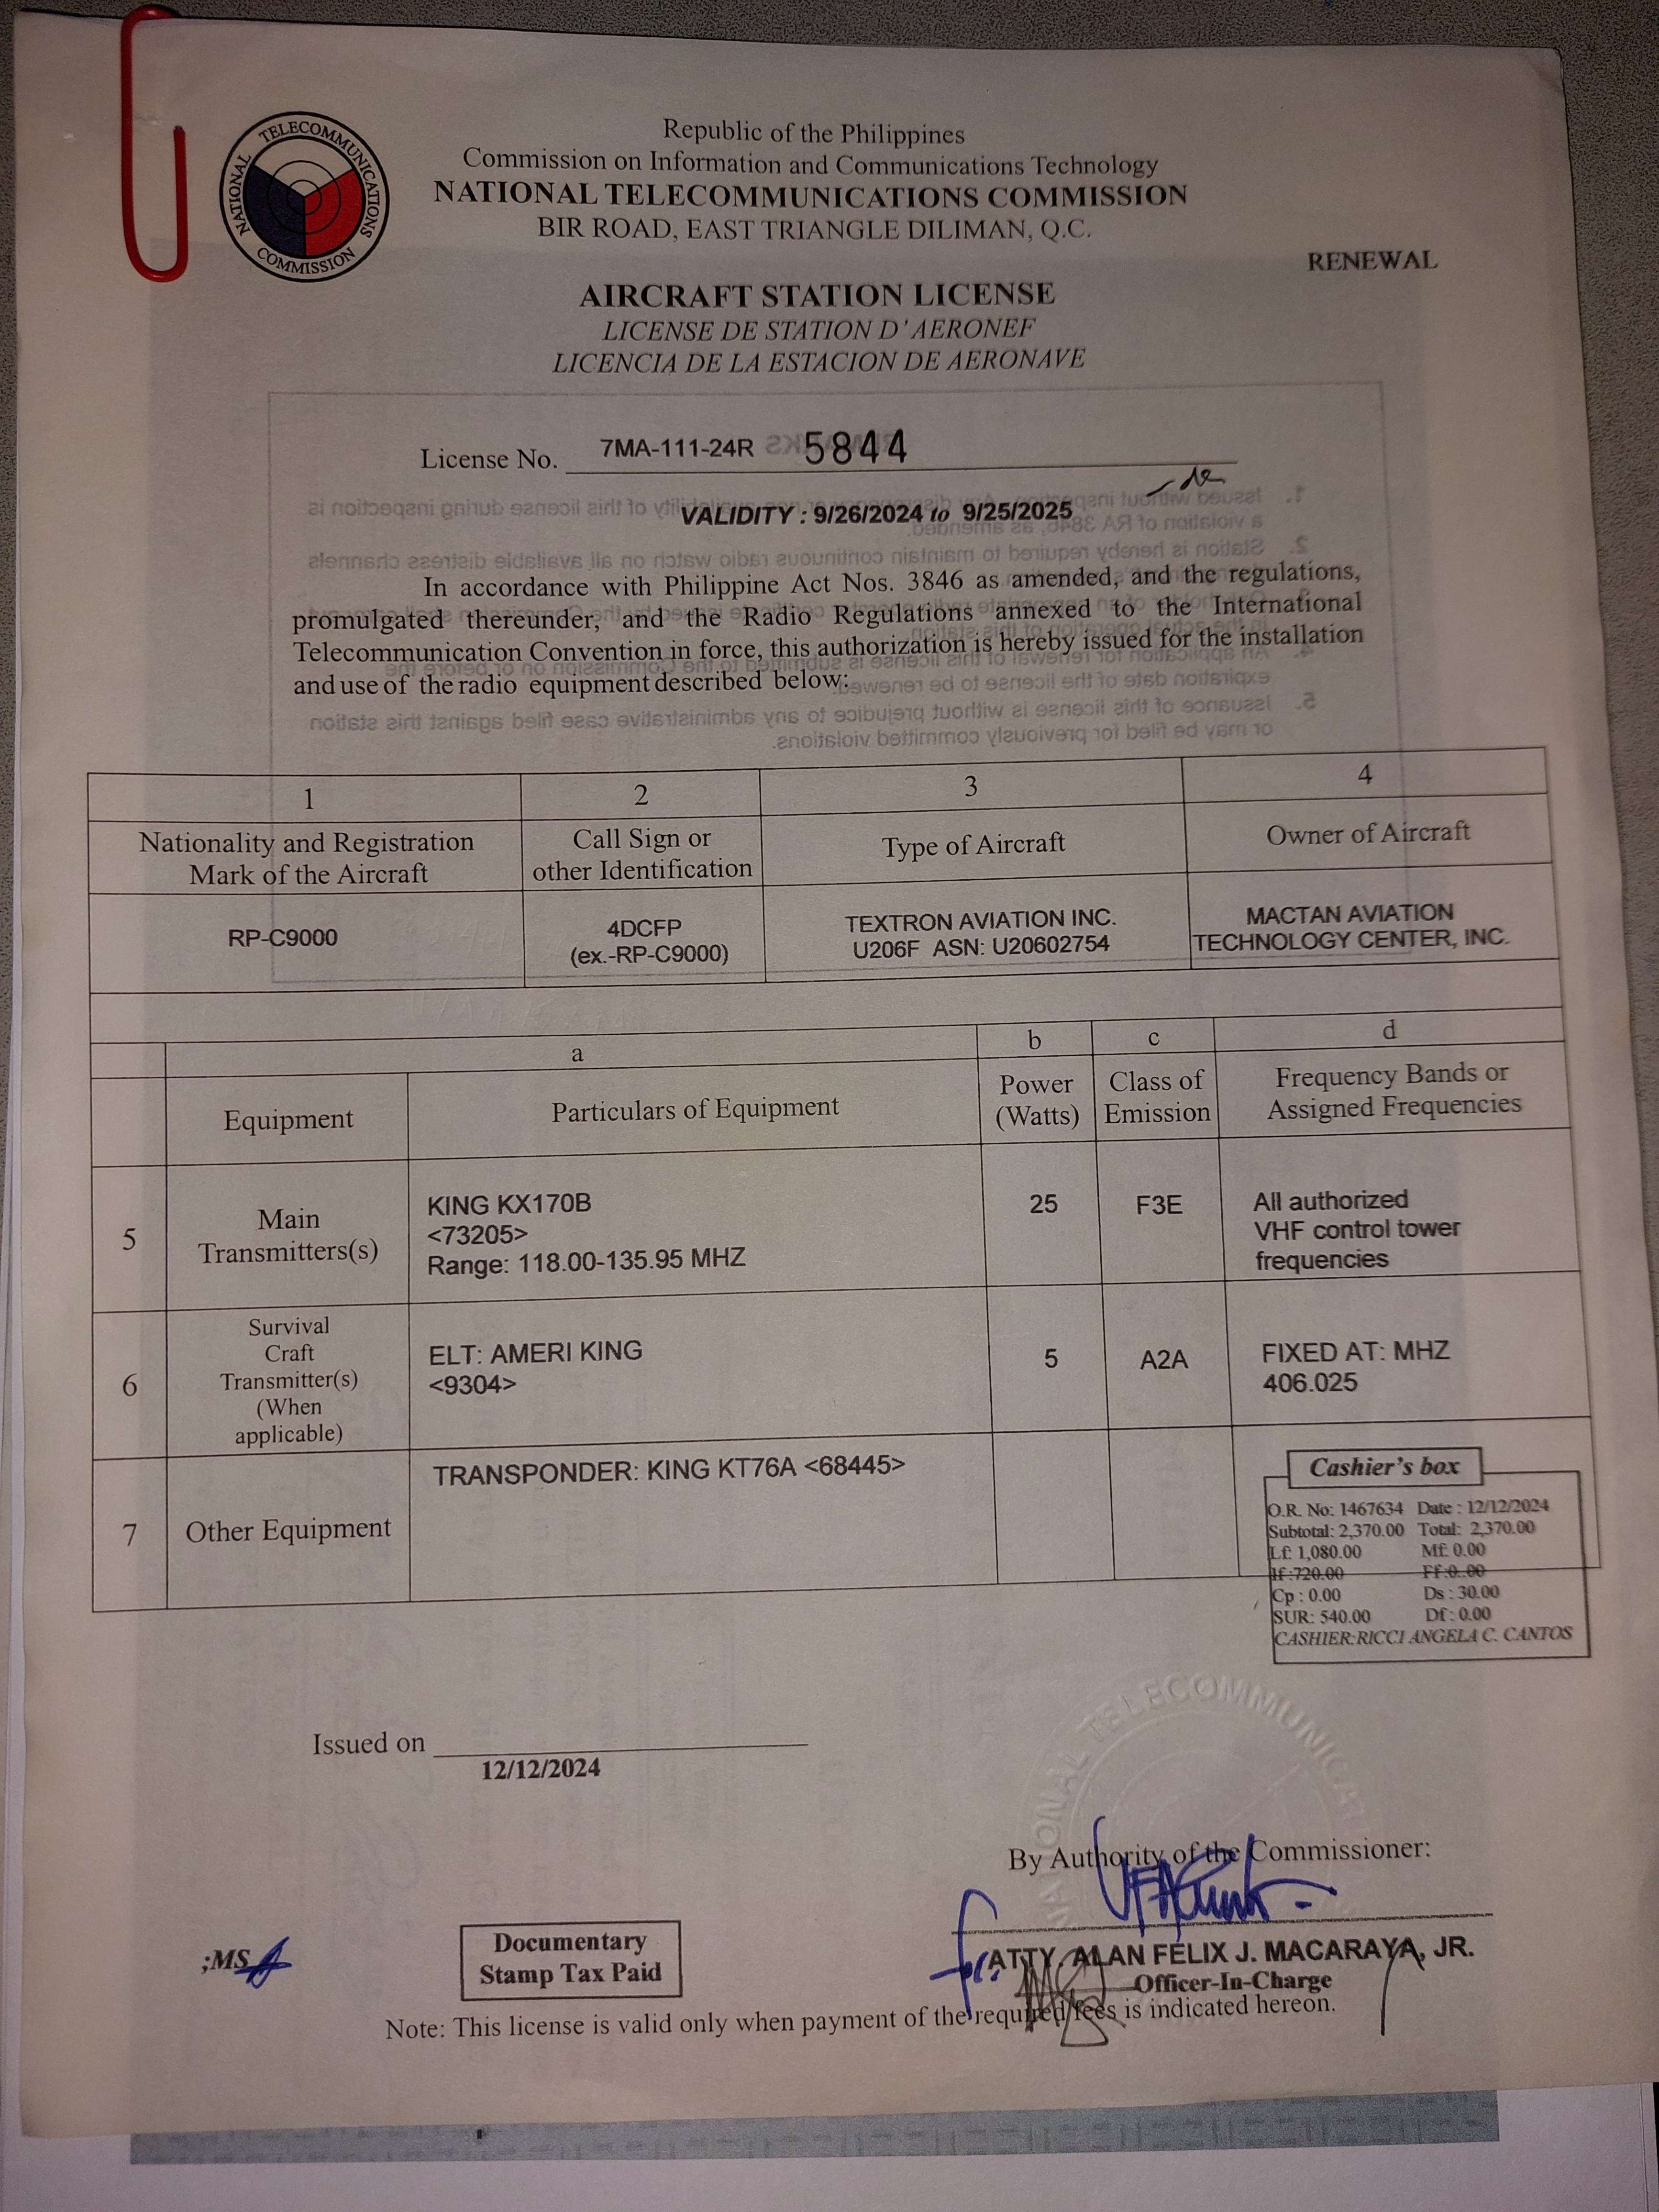 NATIONAL TELECOMMUNICATIONS COMMISSION
Republic of the Philippines
Commission on Information and Communications Technology
NATIONAL TELECOMMUNICATIONS COMMISSION
BIR ROAD, EAST TRIANGLE DILIMAN, Q.C.
RENEWAL
AIRCRAFT STATION LICENSE
LICENSE DE STATION D'AERONEF
LICENCIA DE LA ESTACION DE AERONAVE
License No. 7MA-111-24R 5844
VALIDITY : 9/26/2024 to 9/25/2025
In accordance with Philippine Act Nos. 3846 as amended, and the regulations,
promulgated thereunder, and the Radio Regulations annexed to the International
Telecommunication Convention in force, this authorization is hereby issued for the installation
and use of the radio equipment described below:
1 2 3 4
Nationality and Registration
Mark of the Aircraft
Call Sign or
other Identification
Type of Aircraft
Owner of Aircraft
RP-C9000
4DCFP
(ex.-RP-C9000)
TEXTRON AVIATION INC.
U206F ASN: U20602754
MACTAN AVIATION
TECHNOLOGY CENTER, INC.
a b c d
Equipment
Particulars of Equipment
Power
(Watts)
Class of
Emission
Frequency Bands or
Assigned Frequencies
5
Main
Transmitters(s)
KING KX170B
<73205>
Range: 118.00-135.95 MHZ
25
F3E
All authorized
VHF control tower
frequencies
6
Survival
Craft
Transmitter(s)
(When
applicable)
ELT: AMERI KING
<9304>
5
A2A
FIXED AT: MHZ
406.025
7
Other Equipment
TRANSPONDER: KING KT76A <68445>
Cashier's box
O.R. No: 1467634 Date : 12/12/2024
Subtotal: 2,370.00 Total: 2,370.00
Lf: 1,080.00 Mf: 0.00
If :720.00 Ff :0..00
Cp : 0.00 Ds : 30.00
SUR: 540.00 Df : 0.00
CASHIER:RICCI ANGELA C. CANTOS
Issued on
12/12/2024
NATIONAL TELECOMMUNICAT
By Authority of the Commissioner:
;MS
Documentary
Stamp Tax Paid
for: ATTY. ALAN FELIX J. MACARAYA, JR.
Officer-In-Charge
Note: This license is valid only when payment of the required fees is indicated hereon.